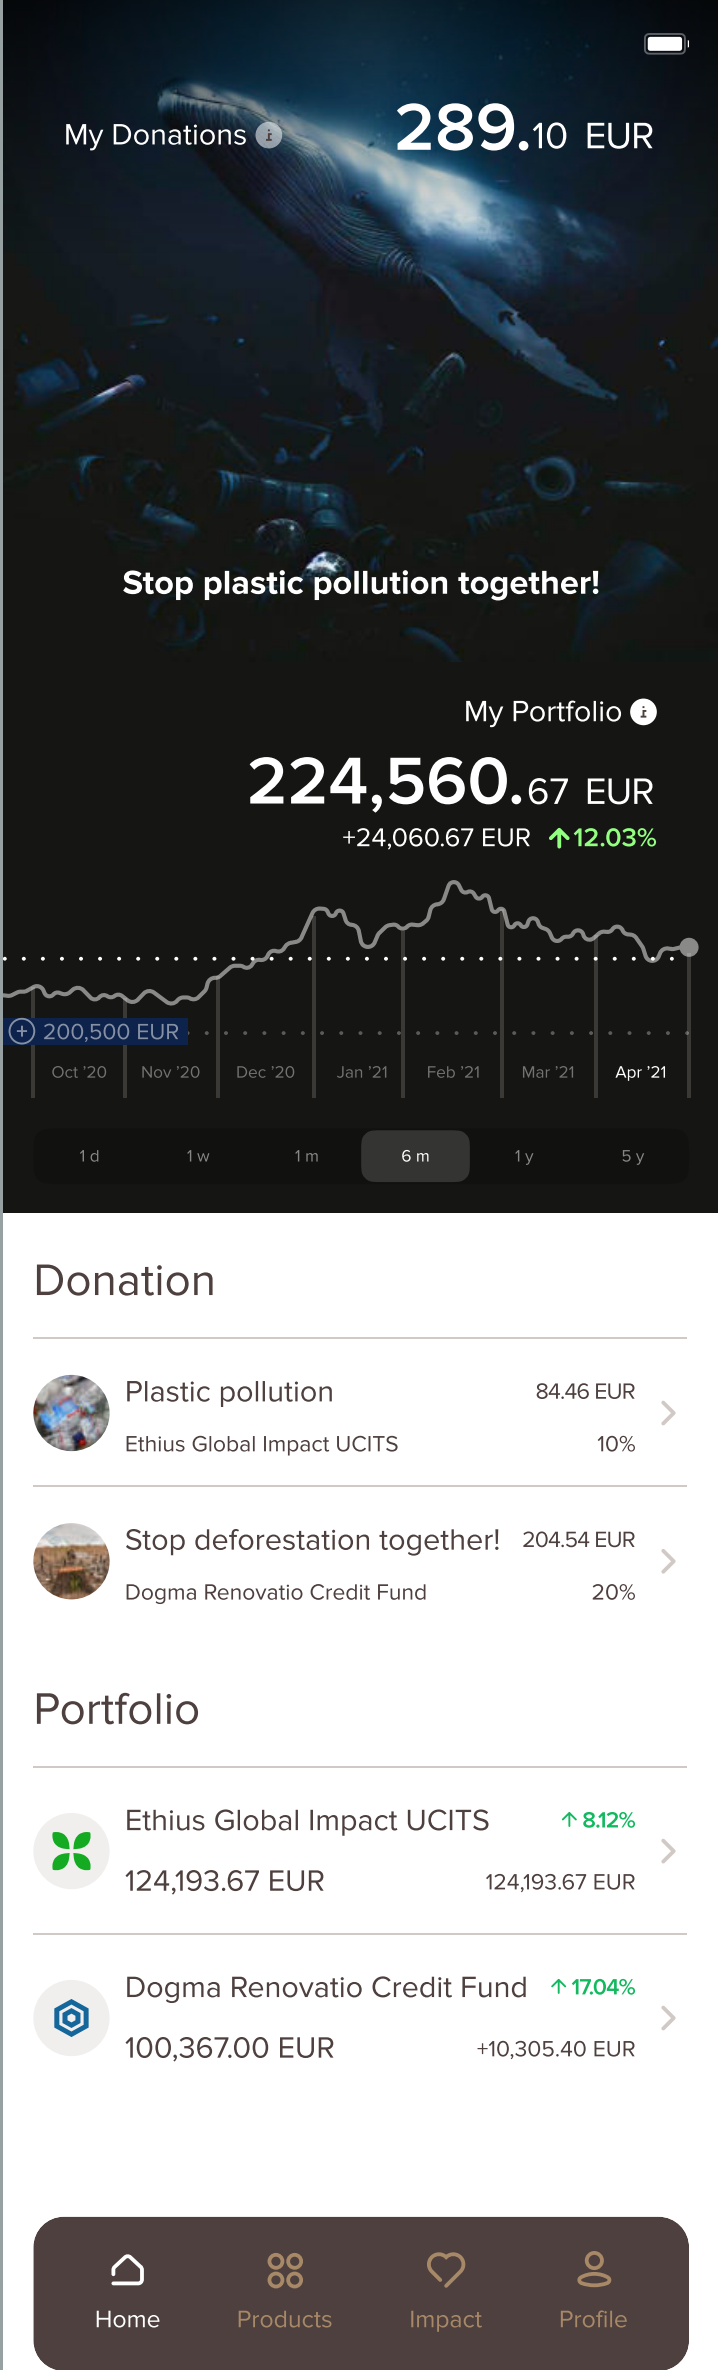 My Donations i 289.10 EUR
Stop plastic pollution together!
My Portfolio i
224,560.67 EUR
+24,060.67 EUR ↑12.03%
+ 200,500 EUR
Oct ’20 Nov ’20 Dec ’20 Jan ’21 Feb ’21 Mar ’21 Apr ’21
1 d 1 w 1 m 6 m 1 y 5 y
Donation
Plastic pollution 84.46 EUR
Ethius Global Impact UCITS 10%
Stop deforestation together! 204.54 EUR
Dogma Renovatio Credit Fund 20%
Portfolio
Ethius Global Impact UCITS ↑ 8.12%
124,193.67 EUR 124,193.67 EUR
Dogma Renovatio Credit Fund ↑ 17.04%
100,367.00 EUR +10,305.40 EUR
Home Products Impact Profile